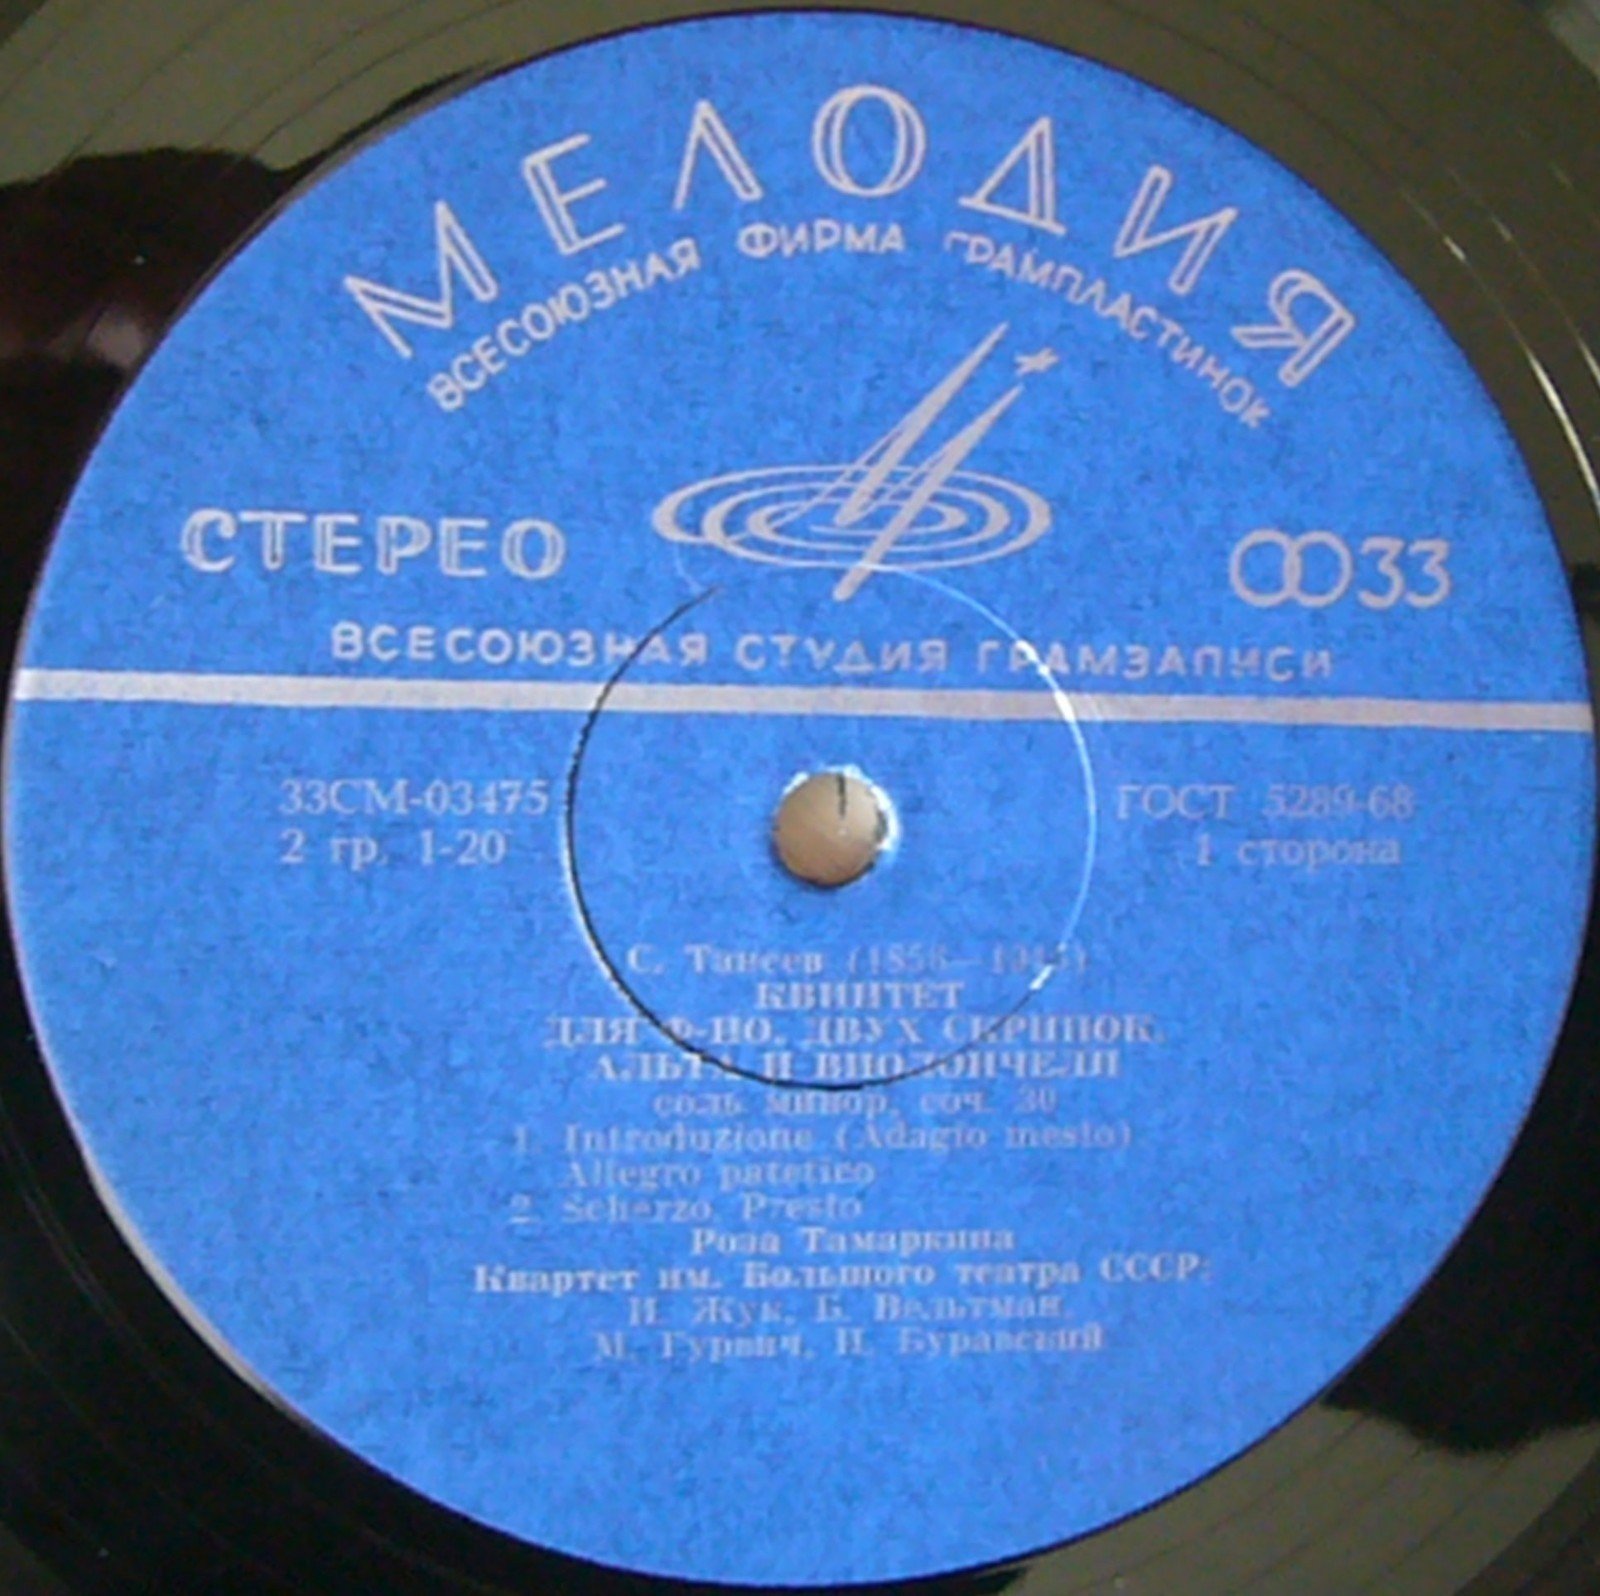 МЕЛОДИЯ
ВСЕСОЮЗНАЯ ФИРМА ГРАМПЛАСТИНОК
СТЕРЕО
33
ВСЕСОЮЗНАЯ СТУДИЯ ГРАМЗАПИСИ
33СМ-03475
ГОСТ 5289-68
2 гр. 1-20
1 сторона
С. Танеев (1856—1915)
КВИНТЕТ
ДЛЯ Ф-НО, ДВУХ СКРИПОК,
АЛЬТА И ВИОЛОНЧЕЛИ
соль минор, соч. 30
1. Introduzione (Adagio mesto)
Allegro patetico
2. Scherzo. Presto
Роза Тамаркина
Квартет им. Большого театра СССР:
И. Жук, Б. Вельтман,
М. Гурвич, И. Буравский